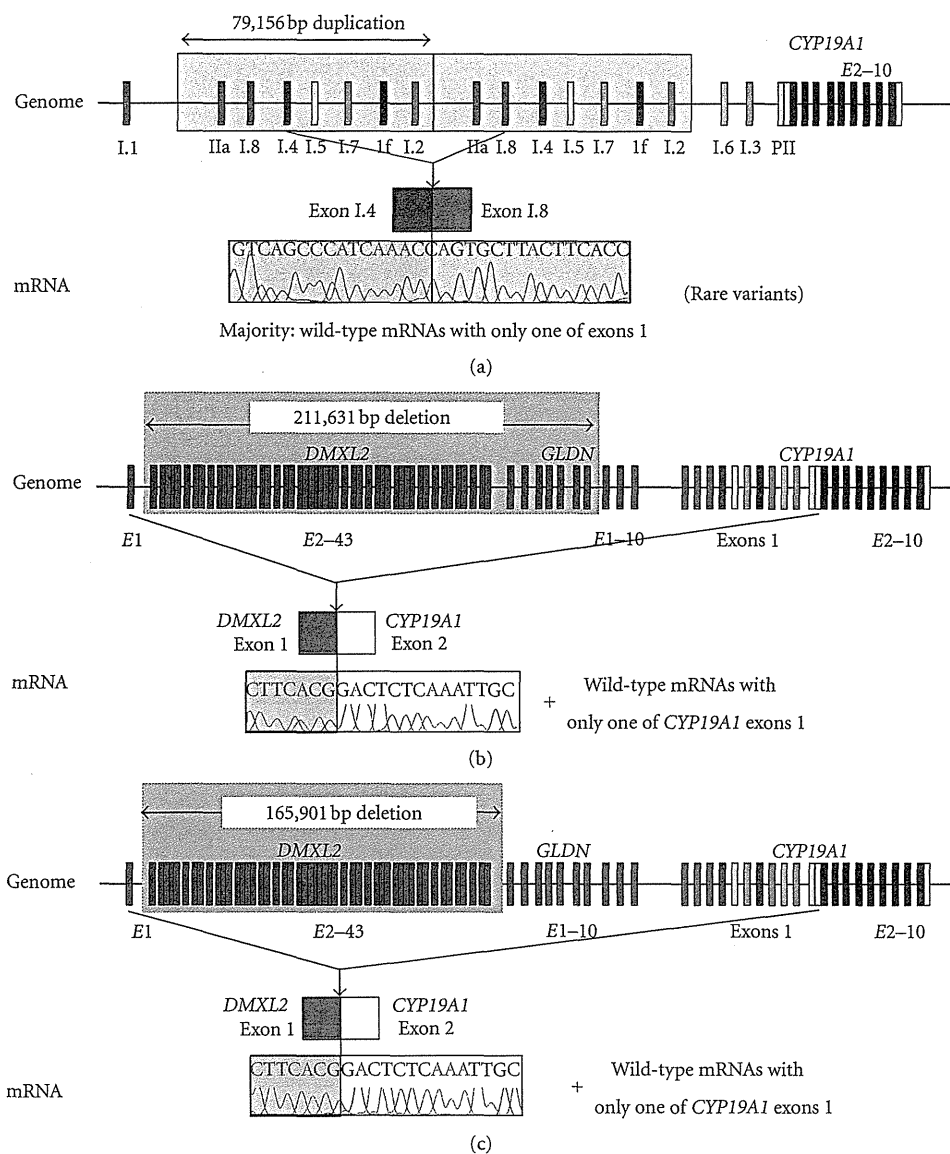 79,156 bp duplication
CYP19A1
E2–10
Genome
I.1 IIa I.8 I.4 I.5 I.7 1f I.2 IIa I.8 I.4 I.5 I.7 1f I.2 I.6 I.3 PII
Exon I.4 Exon I.8
GTCAGCCCATCAAACCAGTGCTTACTTCACC
mRNA
(Rare variants)
Majority: wild-type mRNAs with only one of exons 1
(a)
211,631 bp deletion
DMXL2 GLDN CYP19A1
Genome
E1 E2–43 E1–10 Exons 1 E2–10
DMXL2 CYP19A1
Exon 1 Exon 2
mRNA
CTTCACGGACTCTCAAATTGC
+ Wild-type mRNAs with
only one of CYP19A1 exons 1
(b)
165,901 bp deletion
DMXL2 GLDN CYP19A1
Genome
E1 E2–43 E1–10 Exons 1 E2–10
DMXL2 CYP19A1
Exon 1 Exon 2
CTTCACGGACTCTCAAATTGC
mRNA
+ Wild-type mRNAs with
only one of CYP19A1 exons 1
(c)